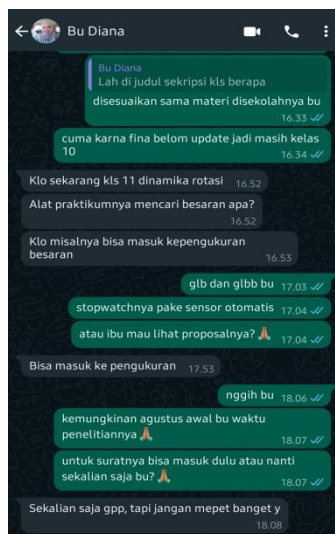 Bu Diana
Bu Diana
Lah di judul sekripsi kls berapa
disesuaikan sama materi disekolahnya bu
16.33
cuma karna fina belom update jadi masih kelas
10
16.34
Klo sekarang kls 11 dinamika rotasi 16.52
Alat praktikumnya mencari besaran apa?
16.52
Klo misalnya bisa masuk kepengukuran
besaran
16.53
glb dan glbb bu 17.03
stopwatchnya pake sensor otomatis 17.04
atau ibu mau lihat proposalnya?🙏 17.04
Bisa masuk ke pengukuran 17.53
nggih bu 18.06
kemungkinan agustus awal bu waktu
penelitiannya 🙏
18.07
untuk suratnya bisa masuk dulu atau nanti
sekalian saja bu? 🙏
18.07
Sekalian saja gpp, tapi jangan mepet banget y
18.08